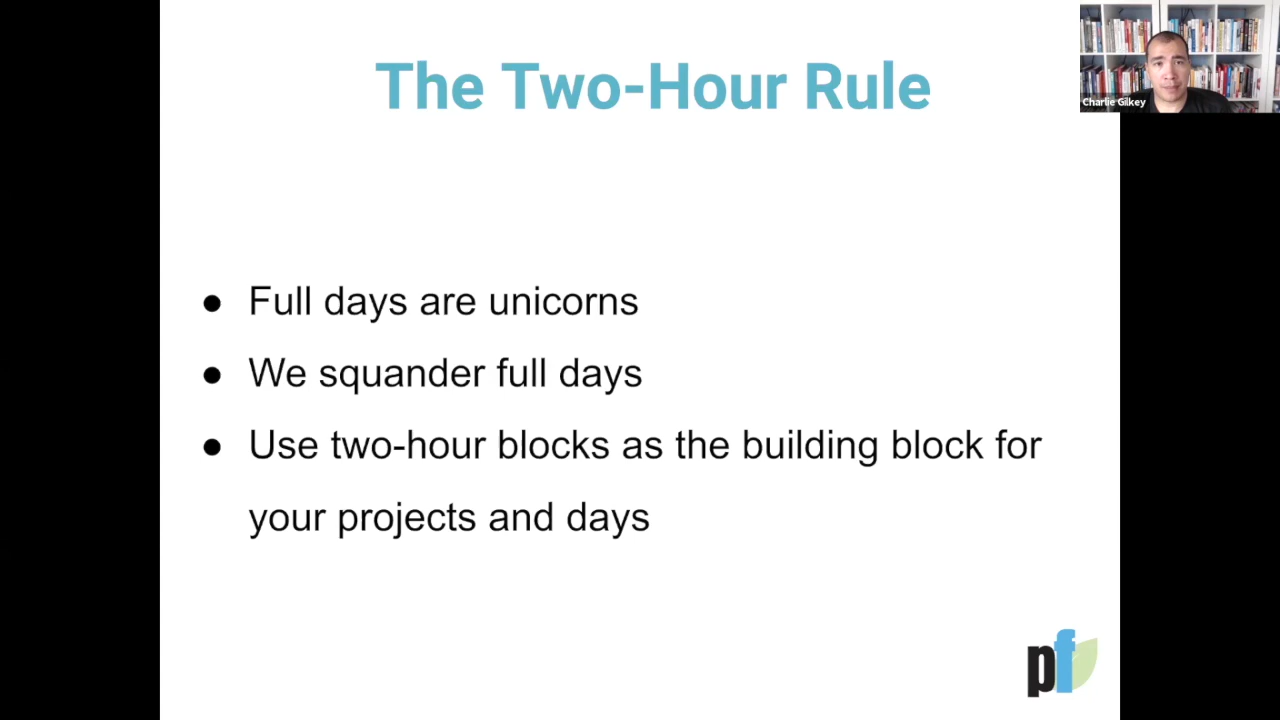 The Two-Hour Rule
Charlie Gilkey
● Full days are unicorns
● We squander full days
● Use two-hour blocks as the building block for
your projects and days
pf